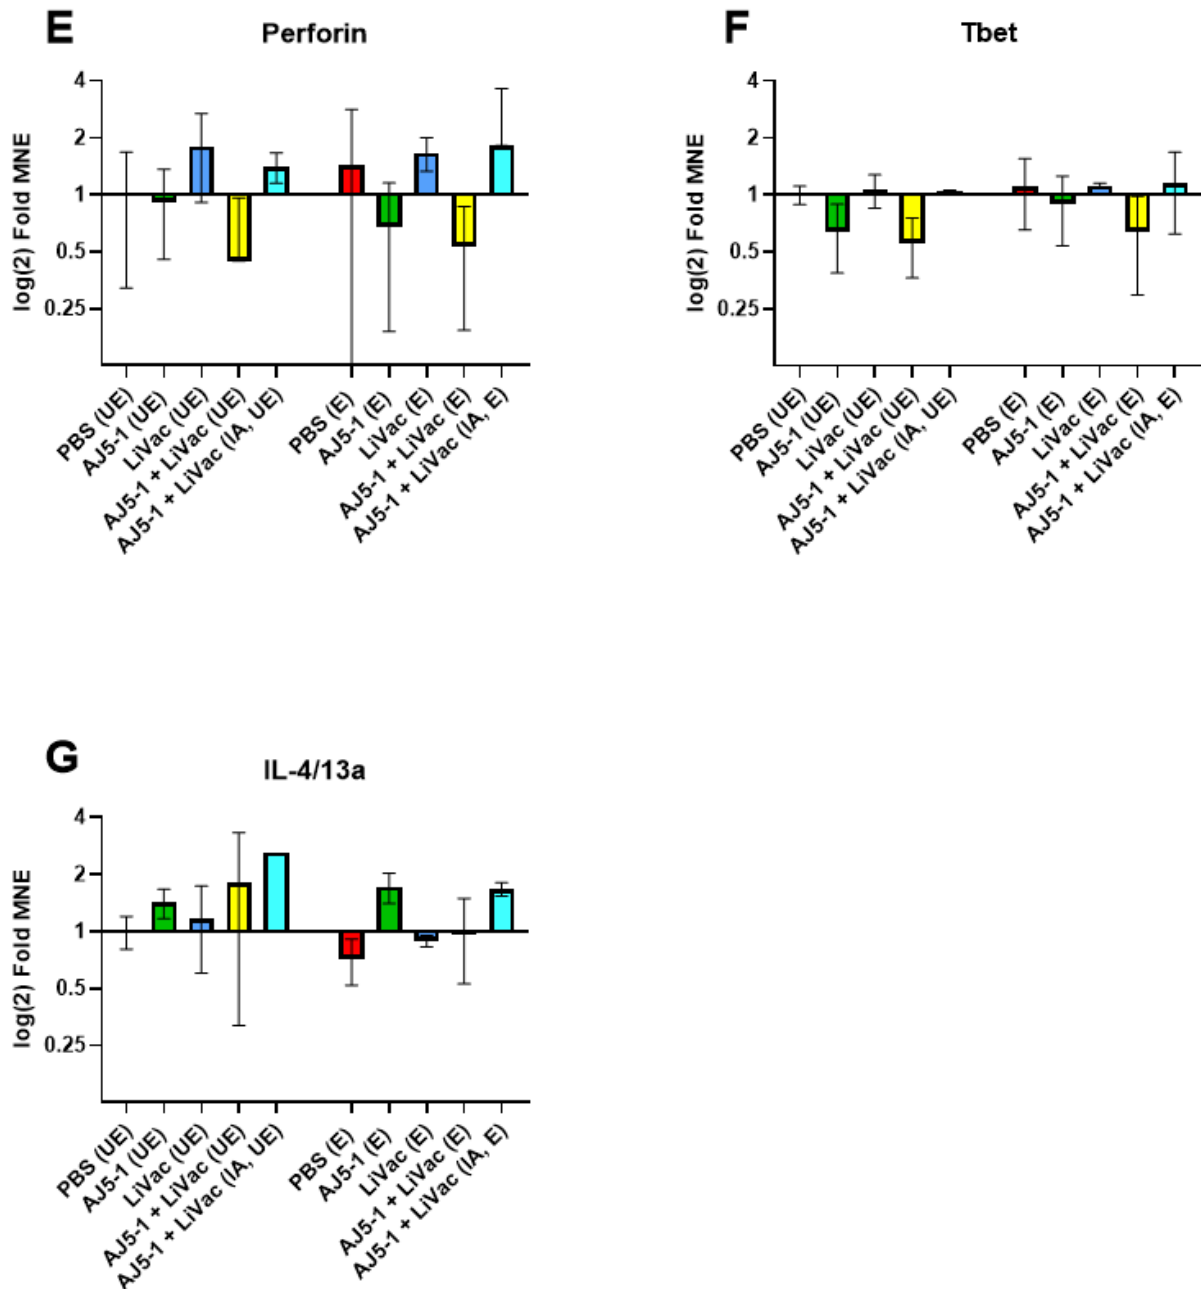 E
Perforin
log(2) Fold MNE
4
2
1
0.5
0.25
PBS (UE)
AJ5-1 (UE)
LiVac (UE)
AJ5-1 + LiVac (UE)
AJ5-1 + LiVac (IA, UE)
PBS (E)
AJ5-1 (E)
LiVac (E)
AJ5-1 + LiVac (E)
AJ5-1 + LiVac (IA, E)
F
Tbet
log(2) Fold MNE
4
2
1
0.5
0.25
PBS (UE)
AJ5-1 (UE)
LiVac (UE)
AJ5-1 + LiVac (UE)
AJ5-1 + LiVac (IA, UE)
PBS (E)
AJ5-1 (E)
LiVac (E)
AJ5-1 + LiVac (E)
AJ5-1 + LiVac (IA, E)
G
IL-4/13a
log(2) Fold MNE
4
2
1
0.5
0.25
PBS (UE)
AJ5-1 (UE)
LiVac (UE)
AJ5-1 + LiVac (UE)
AJ5-1 + LiVac (IA, UE)
PBS (E)
AJ5-1 (E)
LiVac (E)
AJ5-1 + LiVac (E)
AJ5-1 + LiVac (IA, E)